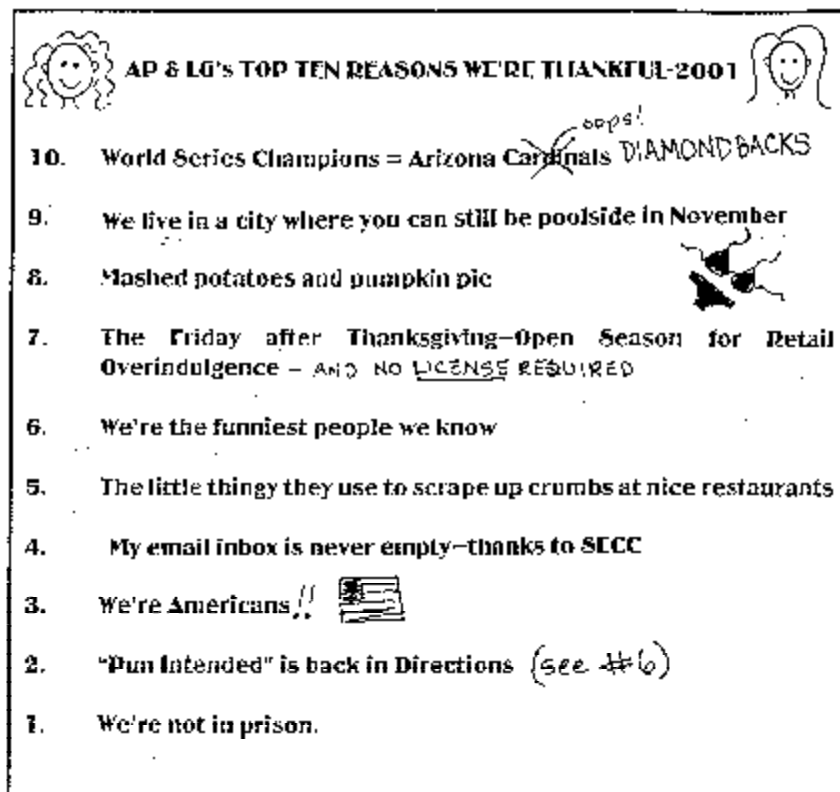 AP & LG's TOP TEN REASONS WE'RE THANKFUL-2001
oops!
10. World Series Champions = Arizona Cardinals DIAMONDBACKS
9. We live in a city where you can still be poolside in November
8. Mashed potatoes and pumpkin pie
7. The Friday after Thanksgiving–Open Season for Retail
Overindulgence – AND NO LICENSE REQUIRED
6. We're the funniest people we know
5. The little thingy they use to scrape up crumbs at nice restaurants
4. My email inbox is never empty–thanks to SECC
3. We're Americans!!
2. "Pun Intended" is back in Directions (see #6)
1. We're not in prison.